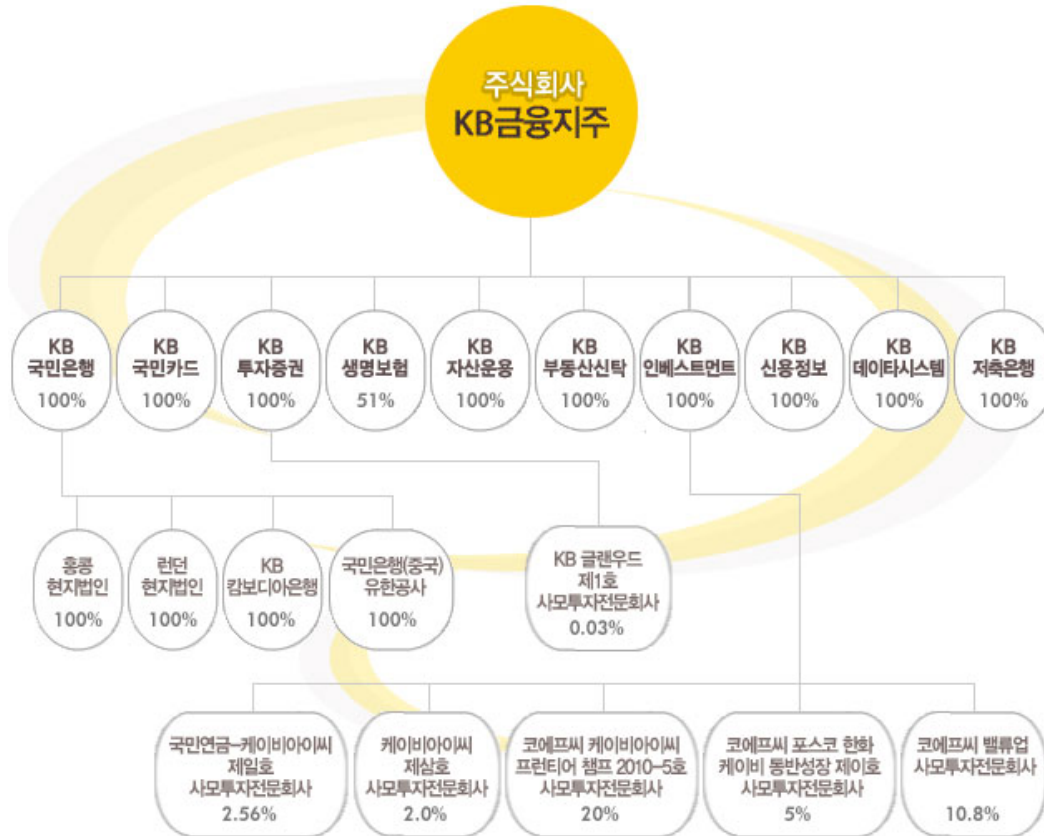 주식회사
KB금융지주
KB
국민은행
100%
KB
국민카드
100%
KB
투자증권
100%
KB
생명보험
51%
KB
자산운용
100%
KB
부동산신탁
100%
KB
인베스트먼트
100%
KB
신용정보
100%
KB
데이타시스템
100%
KB
저축은행
100%
홍콩
현지법인
100%
런던
현지법인
100%
KB
캄보디아은행
100%
국민은행(중국)
유한공사
100%
KB 글랜우드
제1호
사모투자전문회사
0.03%
국민연금-케이비아이씨
제일호
사모투자전문회사
2.56%
케이비아이씨
제삼호
사모투자전문회사
2.0%
코에프씨 케이비아이씨
프런티어 챔프 2010-5호
사모투자전문회사
20%
코에프씨 포스코 한화
케이비 동반성장 제이호
사모투자전문회사
5%
코에프씨 밸류업
사모투자전문회사
10.8%